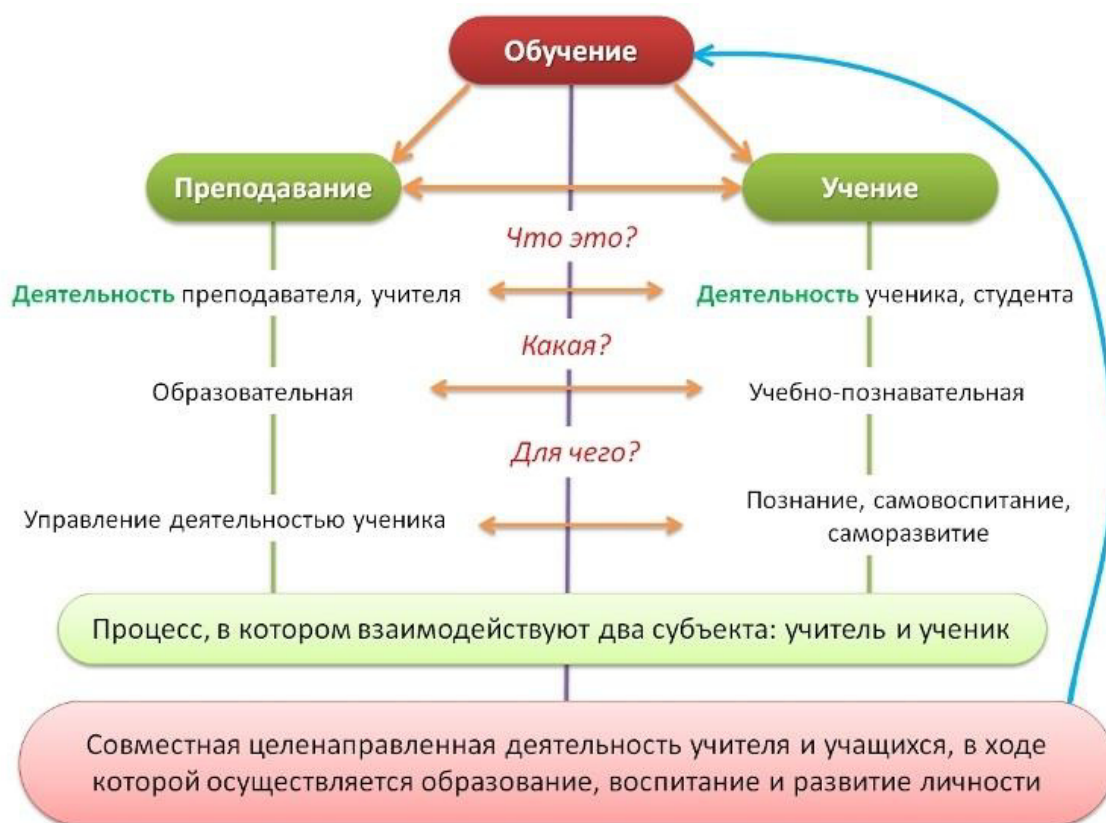 Обучение
Преподавание
Учение
Что это?
Деятельность преподавателя, учителя
Деятельность ученика, студента
Какая?
Образовательная
Учебно-познавательная
Для чего?
Управление деятельностью ученика
Познание, самовоспитание,
саморазвитие
Процесс, в котором взаимодействуют два субъекта: учитель и ученик
Совместная целенаправленная деятельность учителя и учащихся, в ходе
которой осуществляется образование, воспитание и развитие личности